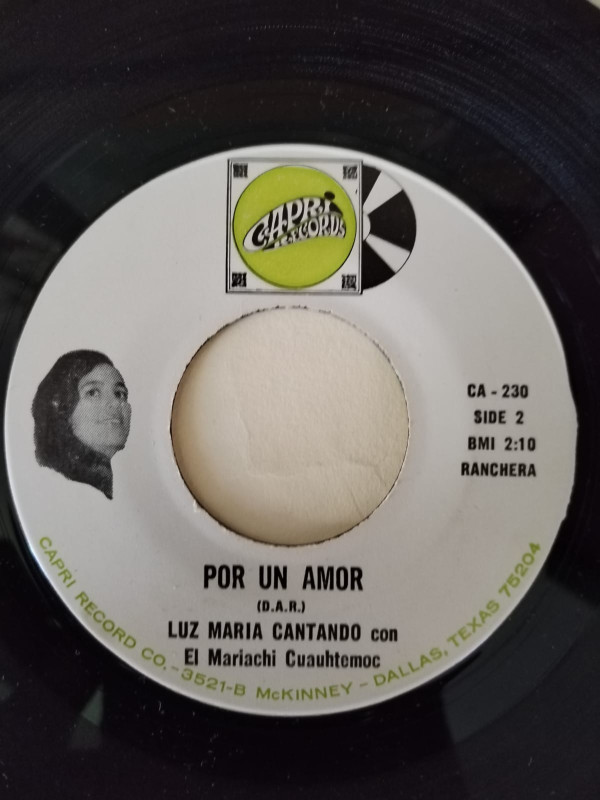 CAPRI
RECORDS
CA - 230
SIDE 2
BMI 2:10
RANCHERA
POR UN AMOR
(D.A.R.)
LUZ MARIA CANTANDO con
El Mariachi Cuauhtemoc
CAPRI RECORD CO. - 3521-B McKINNEY - DALLAS, TEXAS 75204